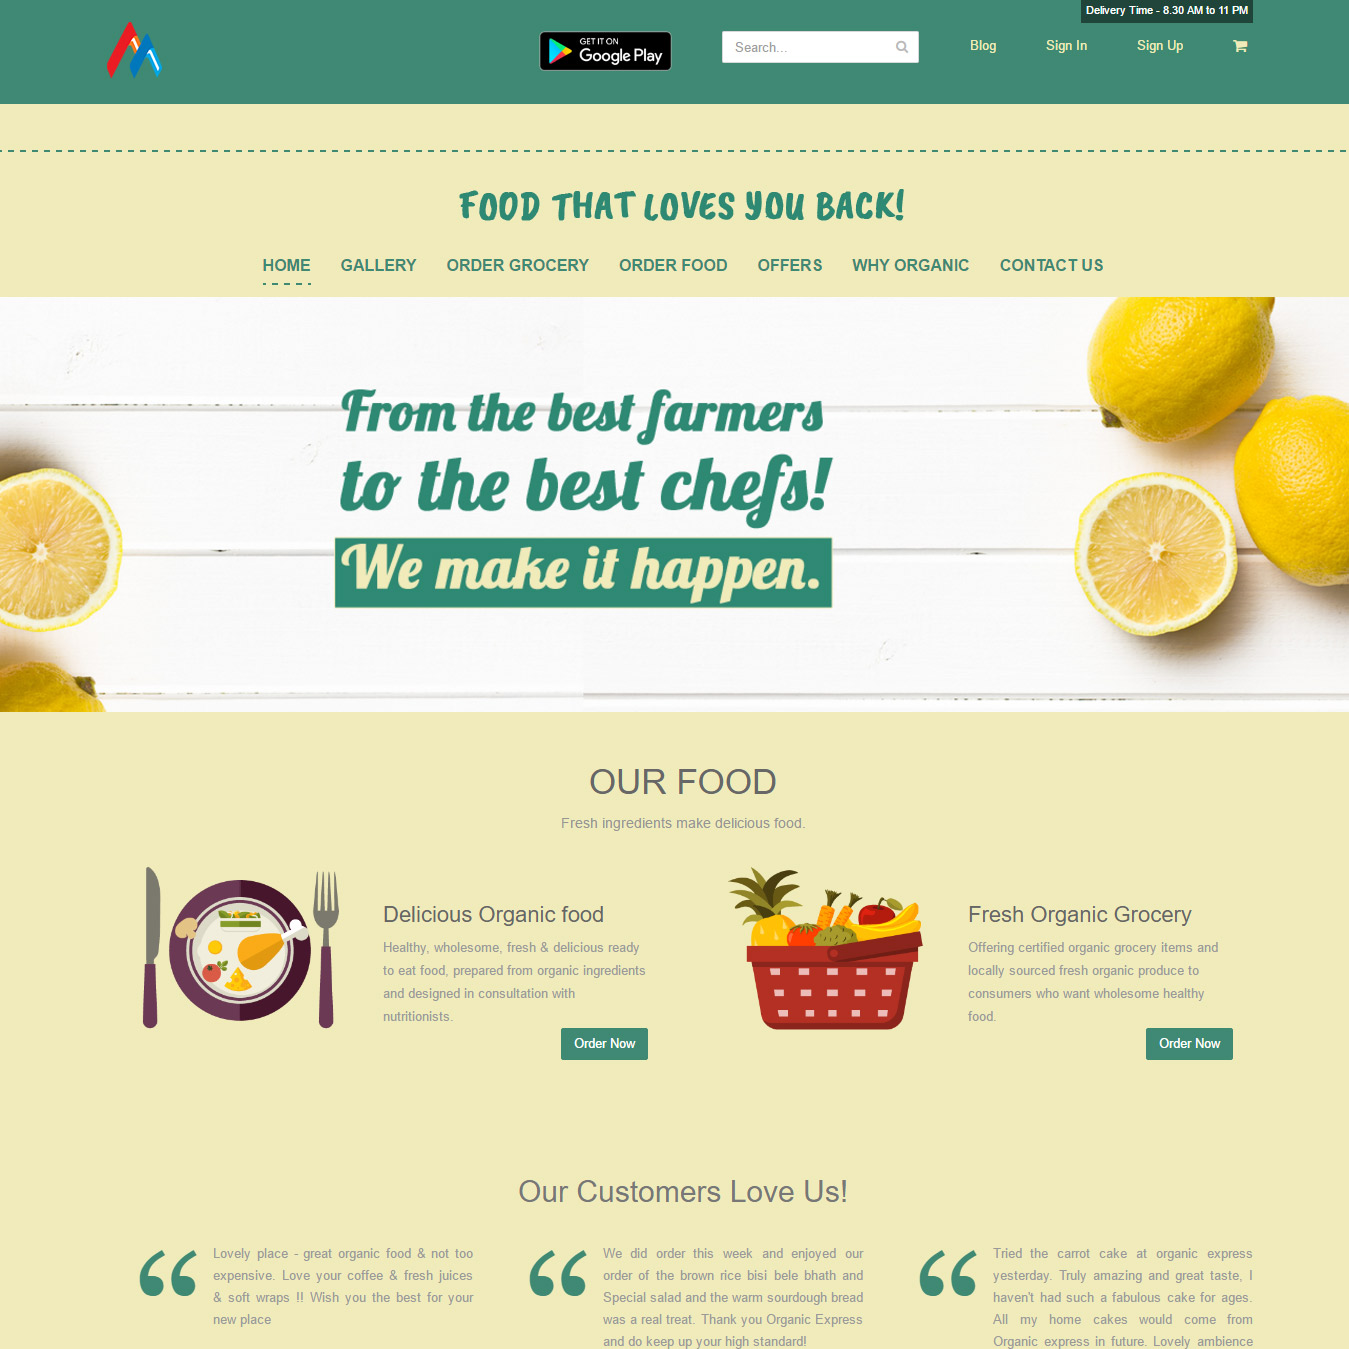 Delivery Time - 8.30 AM to 11 PM
GET IT ON
Google Play
Search...
Blog
Sign In
Sign Up
FOOD THAT LOVES YOU BACK!
HOME
GALLERY
ORDER GROCERY
ORDER FOOD
OFFERS
WHY ORGANIC
CONTACT US
From the best farmers
to the best chefs!
We make it happen.
OUR FOOD
Fresh ingredients make delicious food.
Delicious Organic food
Healthy, wholesome, fresh & delicious ready
to eat food, prepared from organic ingredients
and designed in consultation with
nutritionists.
Order Now
Fresh Organic Grocery
Offering certified organic grocery items and
locally sourced fresh organic produce to
consumers who want wholesome healthy
food.
Order Now
Our Customers Love Us!
Lovely place - great organic food & not too
expensive. Love your coffee & fresh juices
& soft wraps !! Wish you the best for your
new place
We did order this week and enjoyed our
order of the brown rice bisi bele bhath and
Special salad and the warm sourdough bread
was a real treat. Thank you Organic Express
and do keep up your high standard!
Tried the carrot cake at organic express
yesterday. Truly amazing and great taste, I
haven't had such a fabulous cake for ages.
All my home cakes would come from
Organic express in future. Lovely ambience